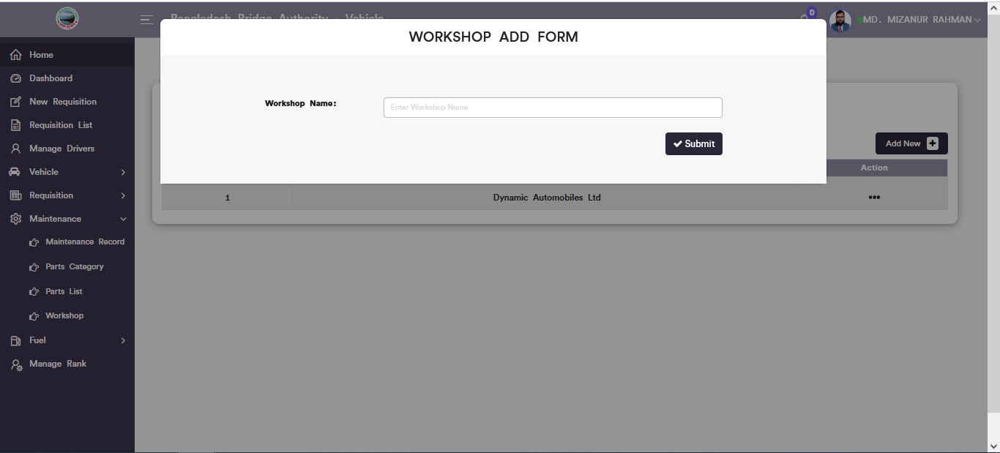 Bangladesh Bridge Authority - Vehicle
0
MD. MIZANUR RAHMAN
WORKSHOP ADD FORM
Home
Dashboard
New Requisition
Requisition List
Manage Drivers
Vehicle
Requisition
Maintenance
Maintenance Record
Parts Category
Parts List
Workshop
Fuel
Manage Rank
Workshop Name:
Enter Workshop Name
Submit
Add New
Action
1
Dynamic Automobiles Ltd